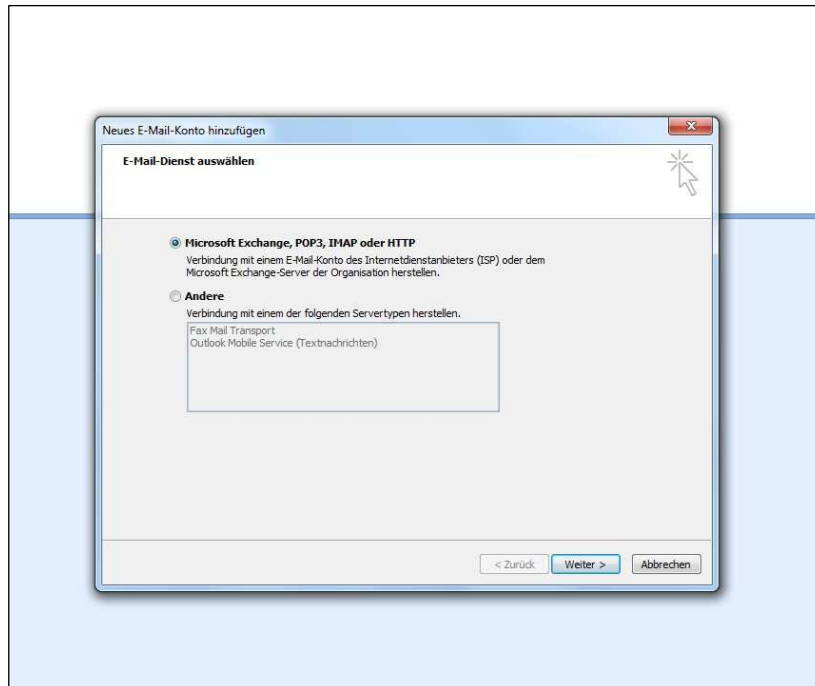 Neues E-Mail-Konto hinzufügen
E-Mail-Dienst auswählen
Microsoft Exchange, POP3, IMAP oder HTTP
Verbindung mit einem E-Mail-Konto des Internetdienstanbieters (ISP) oder dem
Microsoft Exchange-Server der Organisation herstellen.
Andere
Verbindung mit einem der folgenden Servertypen herstellen.
Fax Mail Transport
Outlook Mobile Service (Textnachrichten)
< Zurück Weiter > Abbrechen